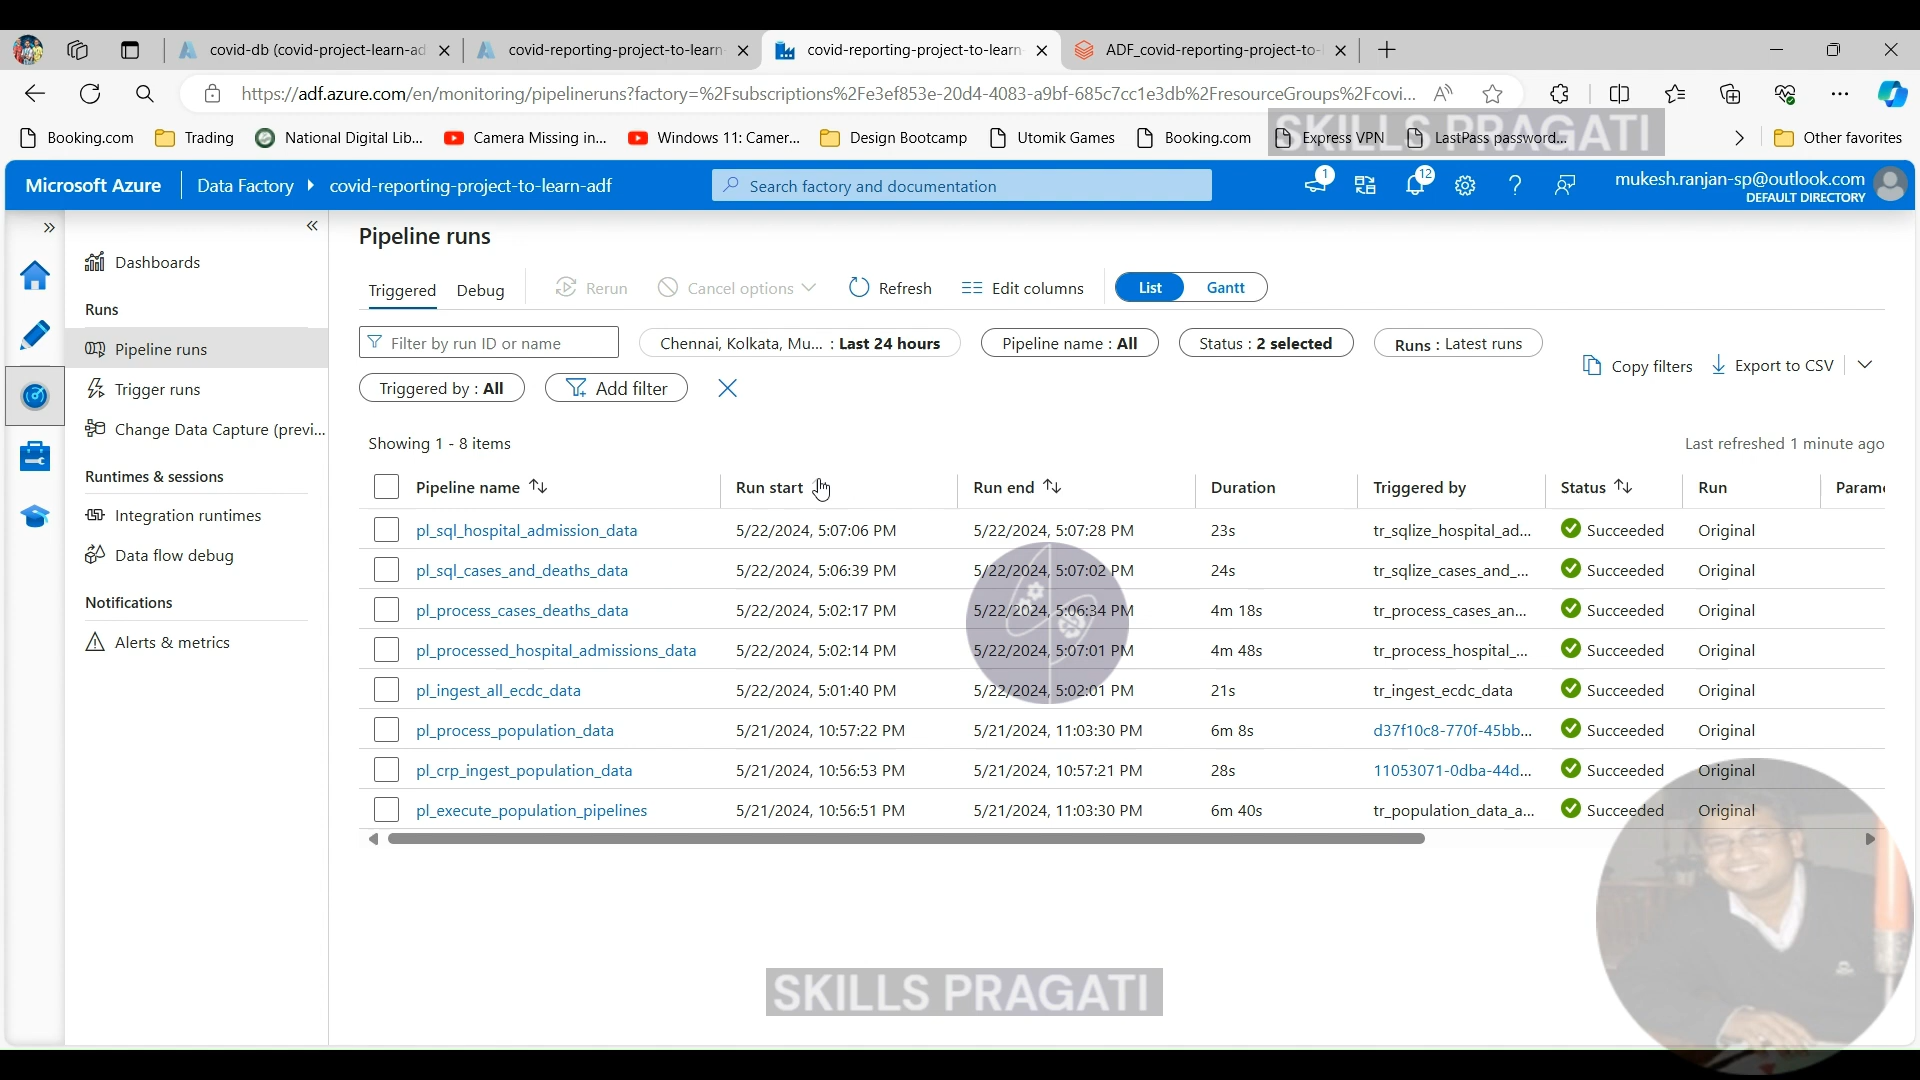 covid-db (covid-project-learn-ad
covid-reporting-project-to-learn-
covid-reporting-project-to-learn-
ADF_covid-reporting-project-to-l
https://adf.azure.com/en/monitoring/pipelineruns?factory=%2Fsubscriptions%2Fe3ef853e-20d4-4083-a9bf-685c7cc1e3db%2FresourceGroups%2Fcovi...
Booking.com
Trading
National Digital Lib...
Camera Missing in...
Windows 11: Camer...
Design Bootcamp
Utomik Games
Booking.com
Express VPN
LastPass password...
Other favorites
SKILLS PRAGATI
Microsoft Azure
Data Factory
covid-reporting-project-to-learn-adf
Search factory and documentation
1
12
mukesh.ranjan-sp@outlook.com
DEFAULT DIRECTORY
Dashboards
Runs
Pipeline runs
Trigger runs
Change Data Capture (previ...
Runtimes & sessions
Integration runtimes
Data flow debug
Notifications
Alerts & metrics
Pipeline runs
Triggered Debug
Rerun
Cancel options
Refresh
Edit columns
List Gantt
Filter by run ID or name
Chennai, Kolkata, Mu... : Last 24 hours
Pipeline name : All
Status : 2 selected
Runs : Latest runs
Triggered by : All
Add filter
Copy filters
Export to CSV
Showing 1 - 8 items
Last refreshed 1 minute ago
Pipeline name Run start Run end Duration Triggered by Status Run Parame
pl_sql_hospital_admission_data 5/22/2024, 5:07:06 PM 5/22/2024, 5:07:28 PM 23s tr_sqlize_hospital_ad... Succeeded Original
pl_sql_cases_and_deaths_data 5/22/2024, 5:06:39 PM 5/22/2024, 5:07:02 PM 24s tr_sqlize_cases_and_... Succeeded Original
pl_process_cases_deaths_data 5/22/2024, 5:02:17 PM 5/22/2024, 5:06:34 PM 4m 18s tr_process_cases_an... Succeeded Original
pl_processed_hospital_admissions_data 5/22/2024, 5:02:14 PM 5/22/2024, 5:07:01 PM 4m 48s tr_process_hospital_... Succeeded Original
pl_ingest_all_ecdc_data 5/22/2024, 5:01:40 PM 5/22/2024, 5:02:01 PM 21s tr_ingest_ecdc_data Succeeded Original
pl_process_population_data 5/21/2024, 10:57:22 PM 5/21/2024, 11:03:30 PM 6m 8s d37f10c8-770f-45bb... Succeeded Original
pl_crp_ingest_population_data 5/21/2024, 10:56:53 PM 5/21/2024, 10:57:21 PM 28s 11053071-0dba-44d... Succeeded Original
pl_execute_population_pipelines 5/21/2024, 10:56:51 PM 5/21/2024, 11:03:30 PM 6m 40s tr_population_data_a... Succeeded Original
SKILLS PRAGATI